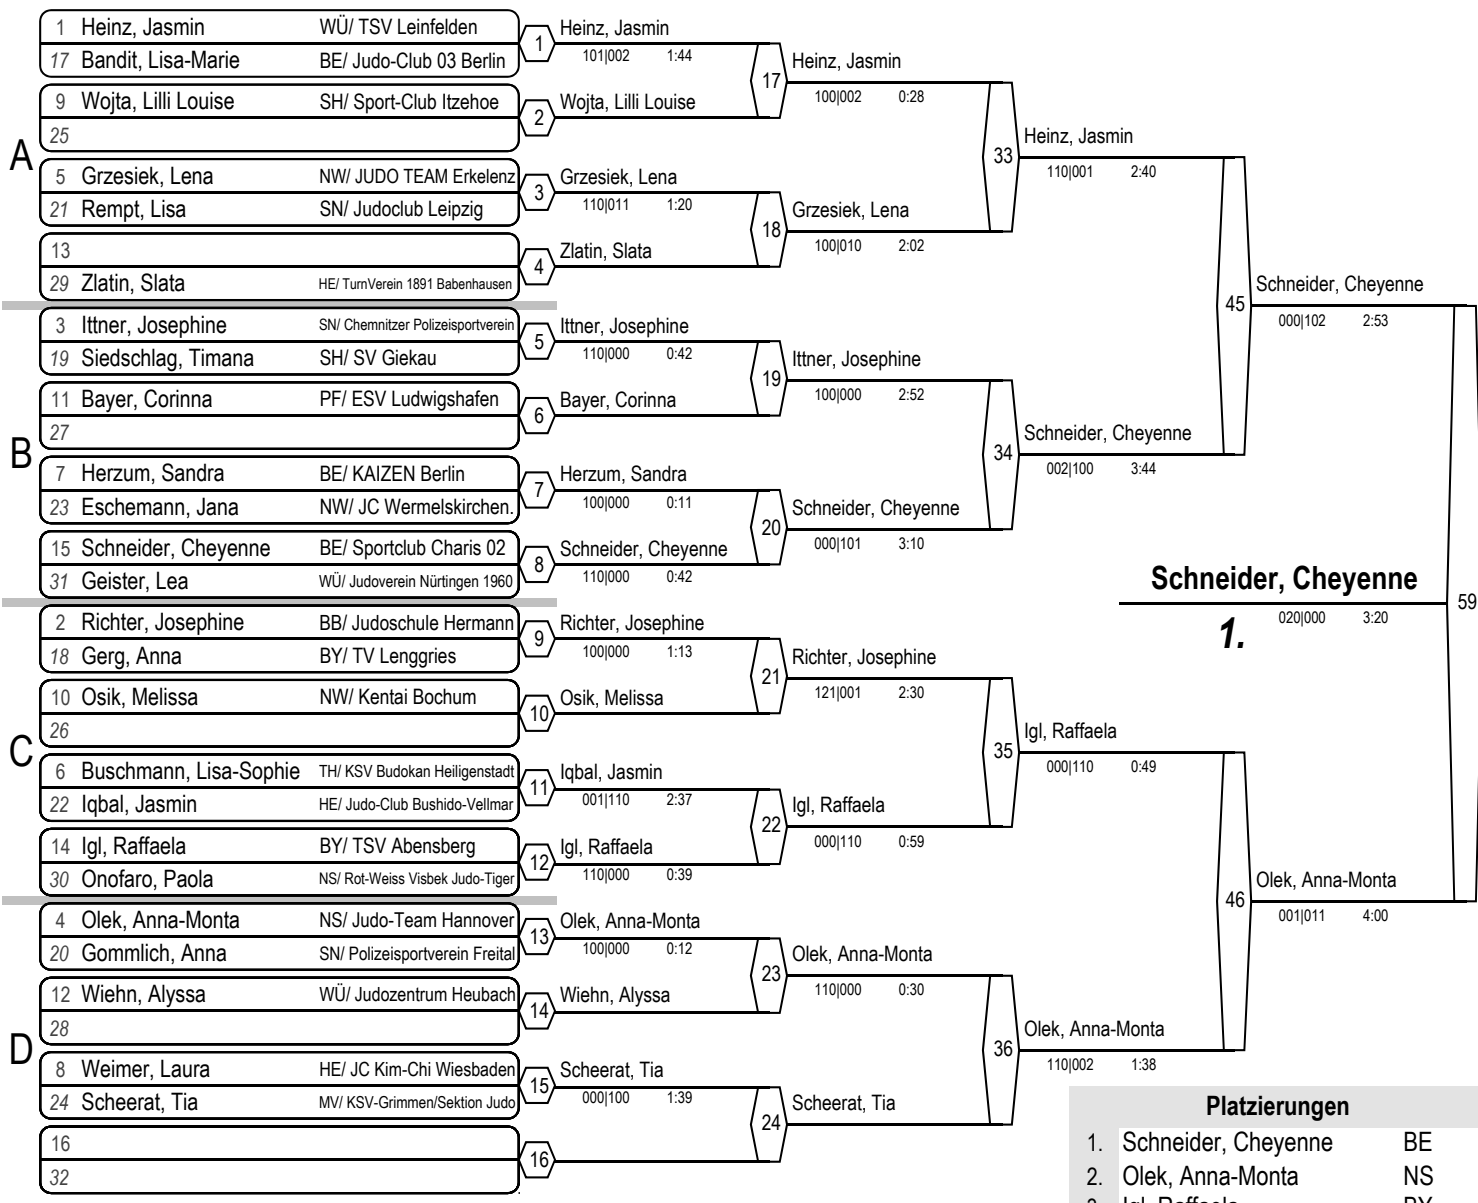 A
1 Heinz, Jasmin WÜ/ TSV Leinfelden
17 Bandit, Lisa-Marie BE/ Judo-Club 03 Berlin
9 Wojta, Lilli Louise SH/ Sport-Club Itzehoe
25
5 Grzesiek, Lena NW/ JUDO TEAM Erkelenz
21 Rempt, Lisa SN/ Judoclub Leipzig
13
29 Zlatin, Slata HE/ TurnVerein 1891 Babenhausen
B
3 Ittner, Josephine SN/ Chemnitzer Polizeisportverein
19 Siedschlag, Timana SH/ SV Giekau
11 Bayer, Corinna PF/ ESV Ludwigshafen
27
7 Herzum, Sandra BE/ KAIZEN Berlin
23 Eschemann, Jana NW/ JC Wermelskirchen.
15 Schneider, Cheyenne BE/ Sportclub Charis 02
31 Geister, Lea WÜ/ Judoverein Nürtingen 1960
C
2 Richter, Josephine BB/ Judoschule Hermann
18 Gerg, Anna BY/ TV Lenggries
10 Osik, Melissa NW/ Kentai Bochum
26
6 Buschmann, Lisa-Sophie TH/ KSV Budokan Heiligenstadt
22 Iqbal, Jasmin HE/ Judo-Club Bushido-Vellmar
14 Igl, Raffaela BY/ TSV Abensberg
30 Onofaro, Paola NS/ Rot-Weiss Visbek Judo-Tiger
D
4 Olek, Anna-Monta NS/ Judo-Team Hannover
20 Gommlich, Anna SN/ Polizeisportverein Freital
12 Wiehn, Alyssa WÜ/ Judozentrum Heubach
28
8 Weimer, Laura HE/ JC Kim-Chi Wiesbaden
24 Scheerat, Tia MV/ KSV-Grimmen/Sektion Judo
16
32
1 Heinz, Jasmin
101|002 1:44
2 Wojta, Lilli Louise
3 Grzesiek, Lena
110|011 1:20
4 Zlatin, Slata
5 Ittner, Josephine
110|000 0:42
6 Bayer, Corinna
7 Herzum, Sandra
100|000 0:11
8 Schneider, Cheyenne
110|000 0:42
9 Richter, Josephine
100|000 1:13
10 Osik, Melissa
11 Iqbal, Jasmin
001|110 2:37
12 Igl, Raffaela
110|000 0:39
13 Olek, Anna-Monta
100|000 0:12
14 Wiehn, Alyssa
15 Scheerat, Tia
000|100 1:39
16
17 Heinz, Jasmin
100|002 0:28
18 Grzesiek, Lena
100|010 2:02
19 Ittner, Josephine
100|000 2:52
20 Schneider, Cheyenne
000|101 3:10
21 Richter, Josephine
121|001 2:30
22 Igl, Raffaela
000|110 0:59
23 Olek, Anna-Monta
110|000 0:30
24 Scheerat, Tia
33 Heinz, Jasmin
110|001 2:40
34 Schneider, Cheyenne
002|100 3:44
35 Igl, Raffaela
000|110 0:49
36 Olek, Anna-Monta
110|002 1:38
45 Schneider, Cheyenne
000|102 2:53
46 Olek, Anna-Monta
001|011 4:00
Schneider, Cheyenne 59
1. 020|000 3:20
Platzierungen
1. Schneider, Cheyenne BE
2. Olek, Anna-Monta NS
3. Igl, Raffaela BY